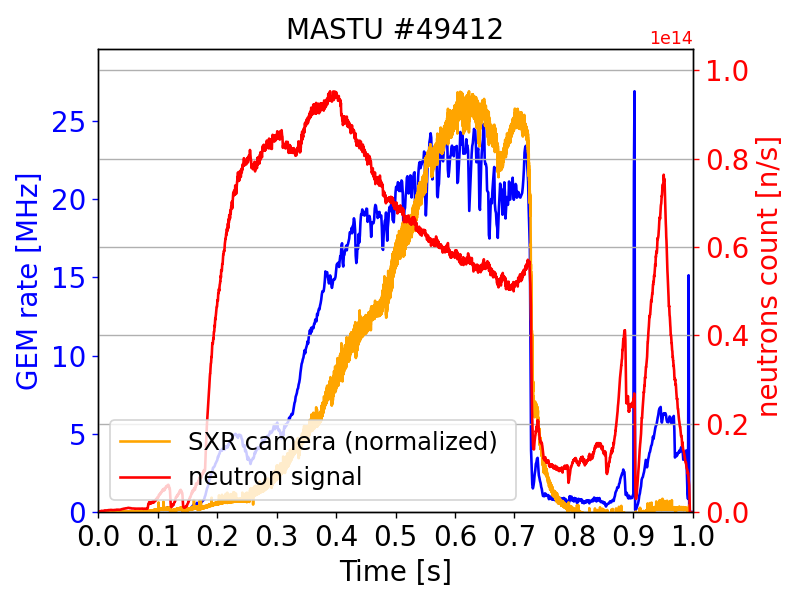 MASTU #49412
1e14
GEM rate [MHz]
25
20
15
10
5
0
neutrons count [n/s]
1.0
0.8
0.6
0.4
0.2
0.0
SXR camera (normalized)
neutron signal
0.0 0.1 0.2 0.3 0.4 0.5 0.6 0.7 0.8 0.9 1.0
Time [s]